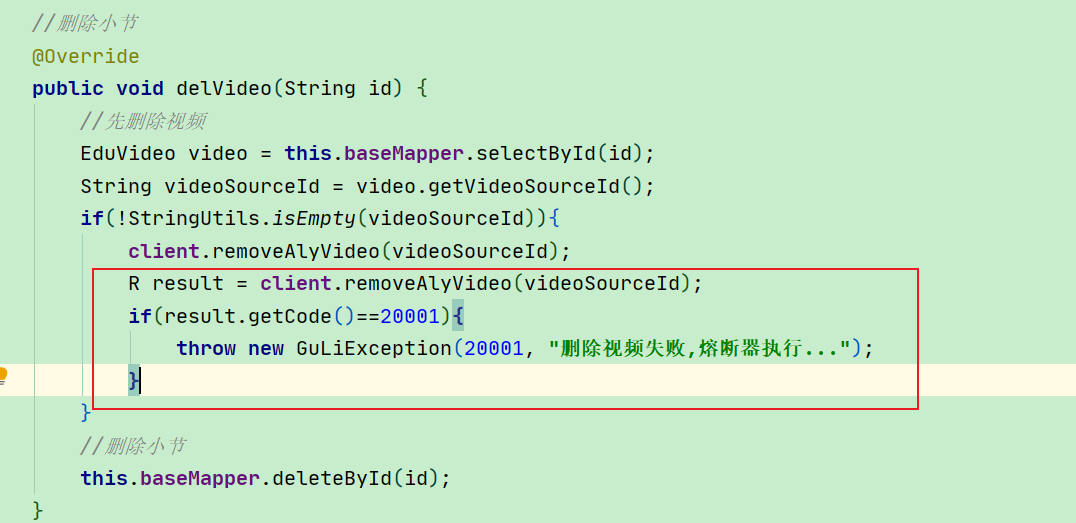 //删除小节
@Override
public void delVideo(String id) {
//先删除视频
EduVideo video = this.baseMapper.selectById(id);
String videoSourceId = video.getVideoSourceId();
if(!StringUtils.isEmpty(videoSourceId)){
client.removeAlyVideo(videoSourceId);
R result = client.removeAlyVideo(videoSourceId);
if(result.getCode()==20001){
throw new GuLiException(20001, "删除视频失败,熔断器执行...");
}
}
//删除小节
this.baseMapper.deleteById(id);
}